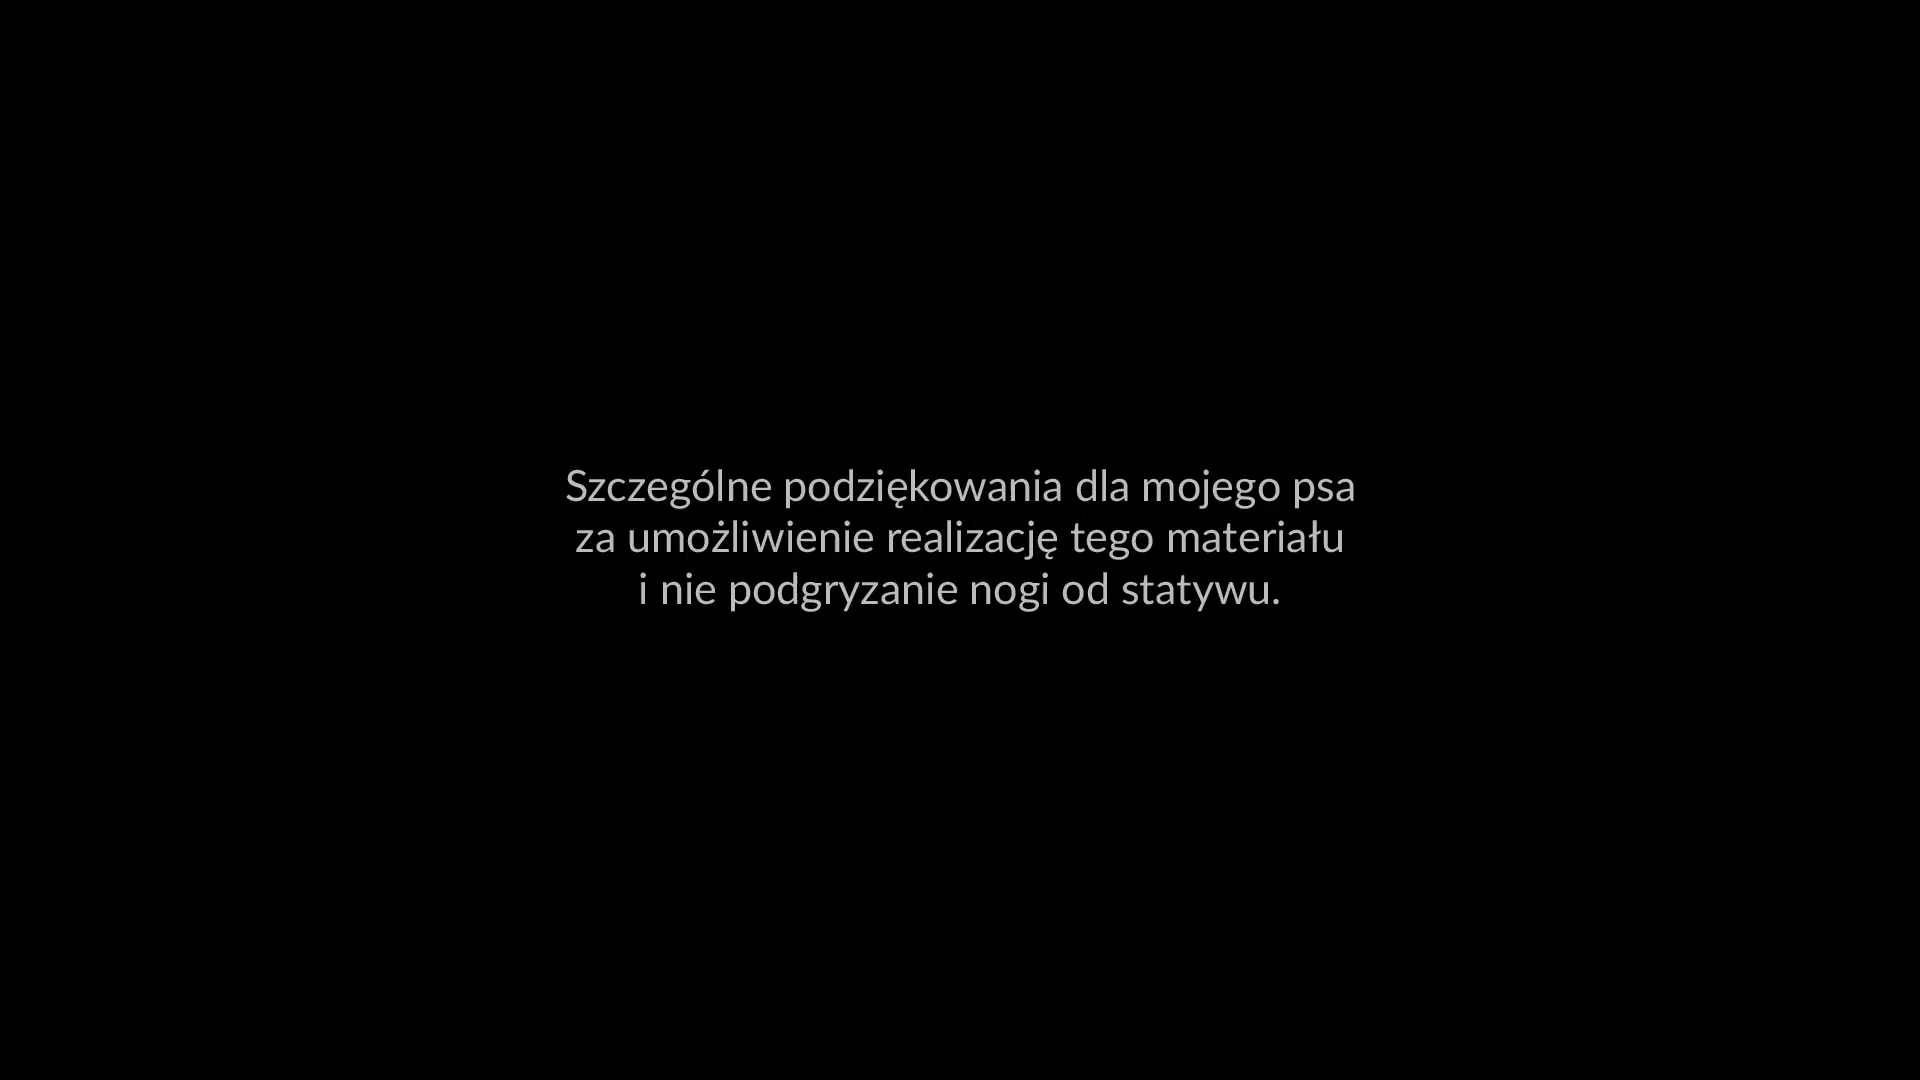 Szczególne podziękowania dla mojego psa
za umożliwienie realizację tego materiału
i nie podgryzanie nogi od statywu.